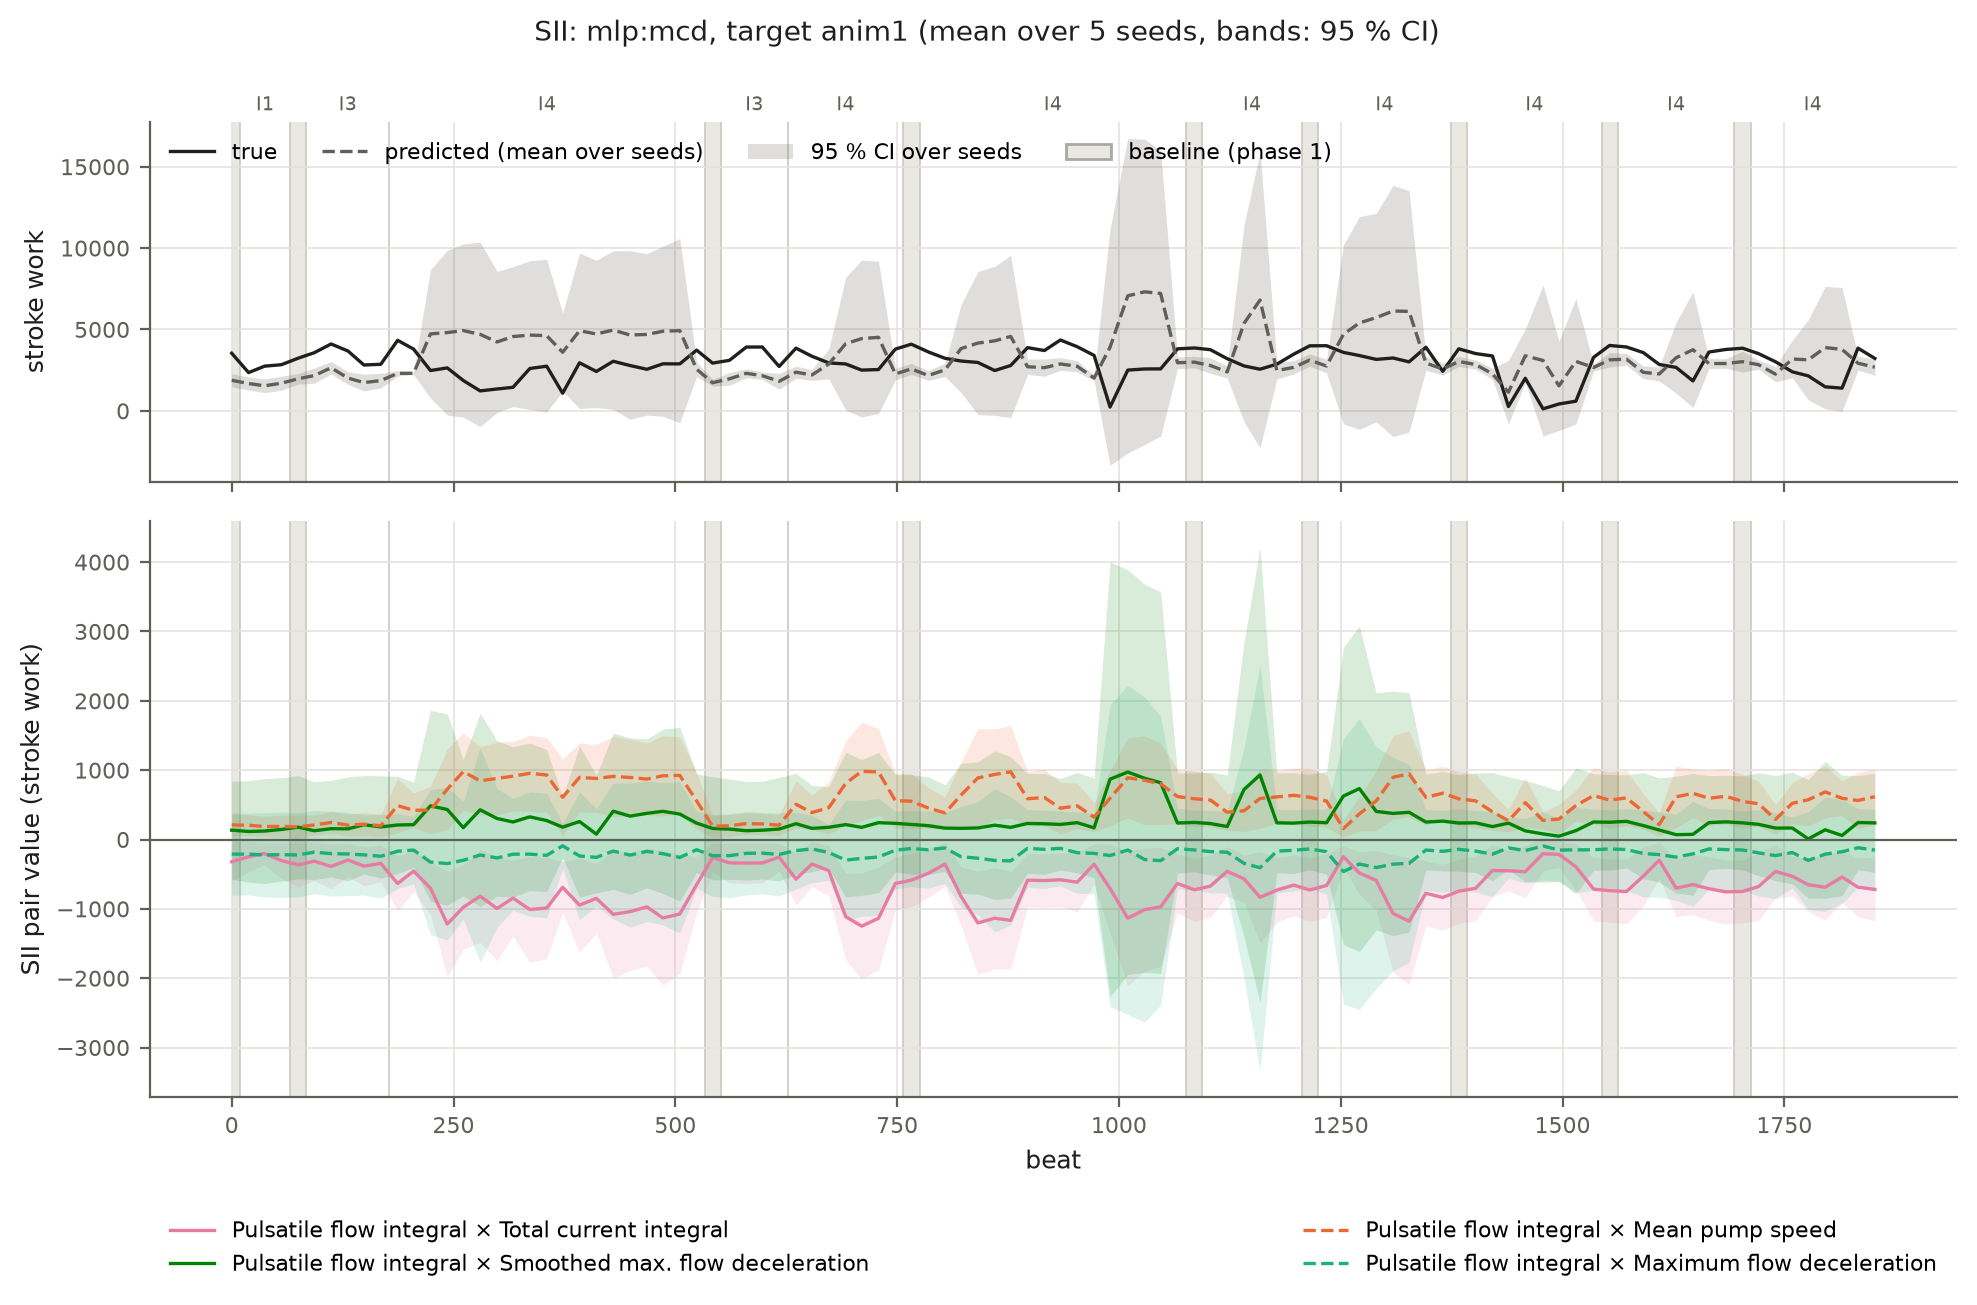 SII: mlp:mcd, target anim1 (mean over 5 seeds, bands: 95 % CI)
I1 I3 I4 I3 I4 I4 I4 I4 I4 I4 I4
true predicted (mean over seeds) 95 % CI over seeds baseline (phase 1)
15000
10000
5000
0
stroke work
4000
3000
2000
1000
0
−1000
−2000
−3000
SII pair value (stroke work)
0 250 500 750 1000 1250 1500 1750
beat
Pulsatile flow integral × Total current integral Pulsatile flow integral × Mean pump speed
Pulsatile flow integral × Smoothed max. flow deceleration Pulsatile flow integral × Maximum flow deceleration